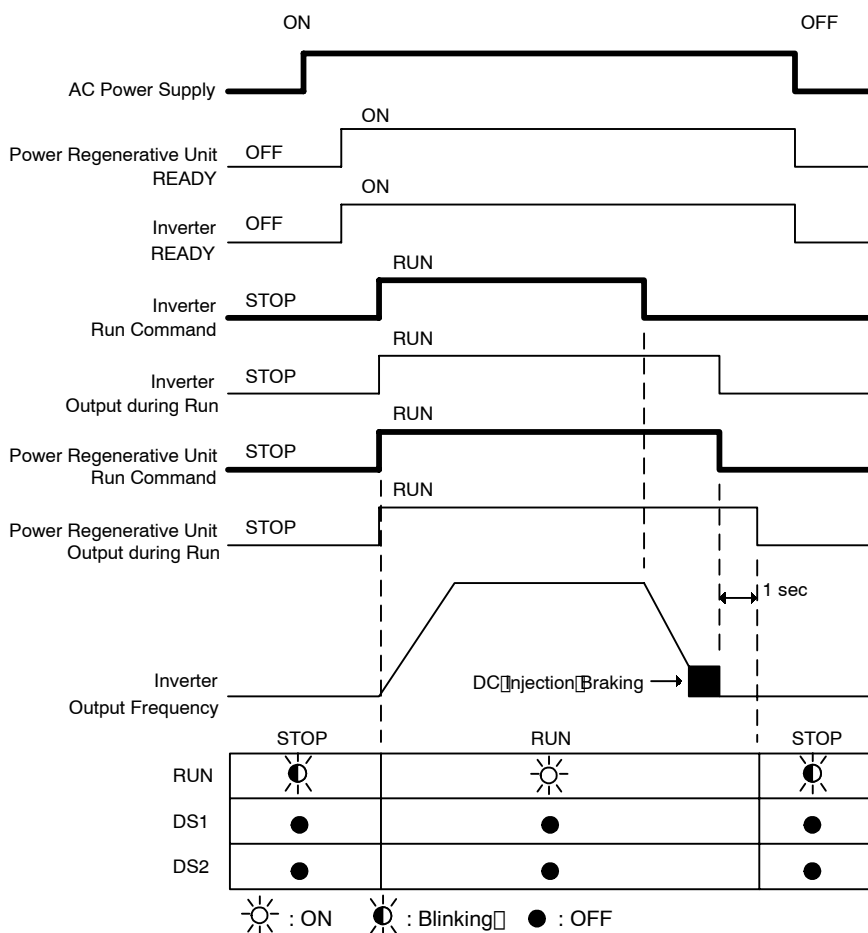 ON OFF
AC Power Supply
ON
Power Regenerative Unit OFF
READY
ON
Inverter OFF
READY
RUN
Inverter STOP
Run Command
RUN
Inverter STOP
Output during Run
RUN
Power Regenerative Unit STOP
Run Command
RUN
Power Regenerative Unit STOP
Output during Run
1 sec
Inverter DC▯Injection▯Braking
Output Frequency
STOP RUN STOP
RUN
DS1
DS2
: ON : Blinking▯ : OFF